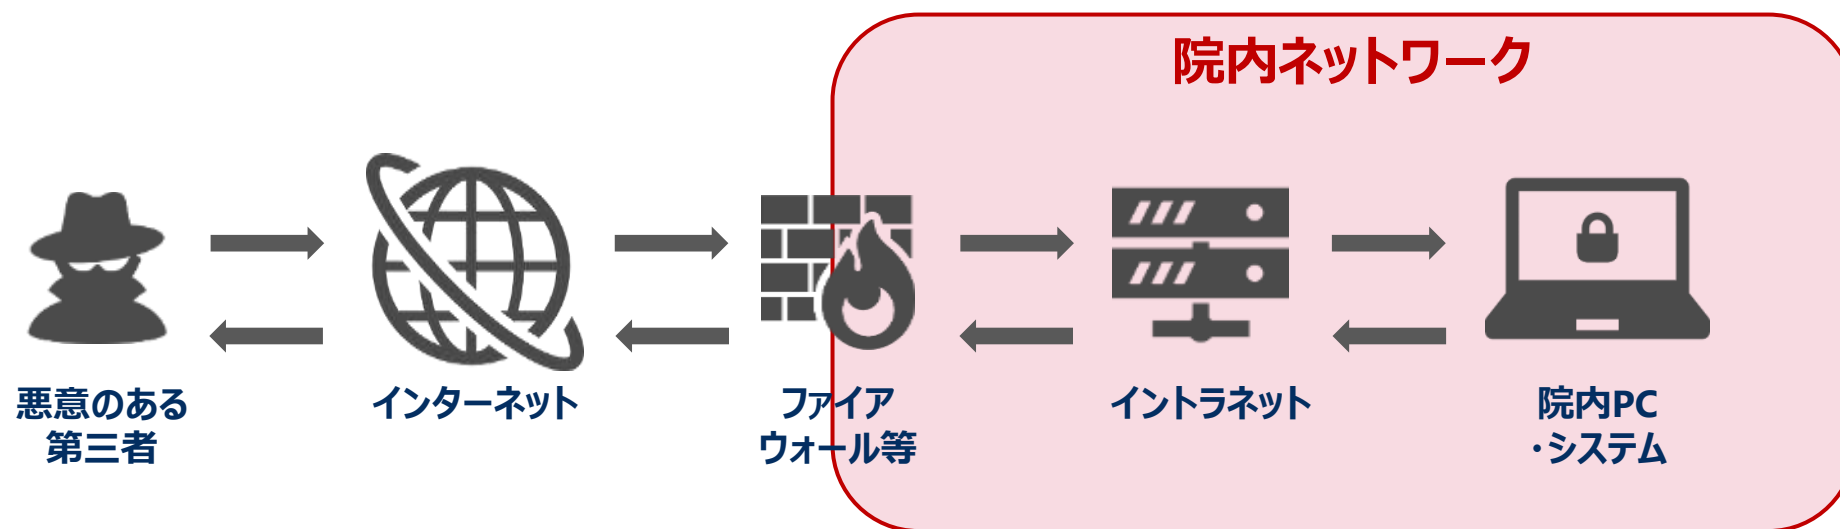 院内ネットワーク
悪意のある
第三者
インターネット
ファイア
ウォール等
イントラネット
院内PC
・システム